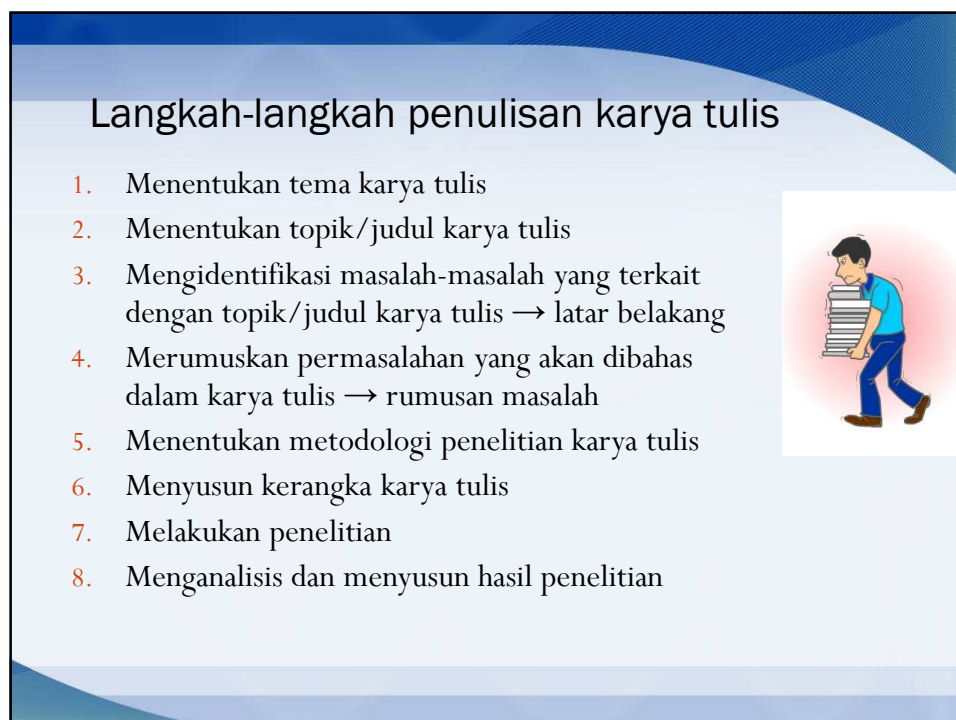 Langkah-langkah penulisan karya tulis
1. Menentukan tema karya tulis
2. Menentukan topik/judul karya tulis
3. Mengidentifikasi masalah-masalah yang terkait
dengan topik/judul karya tulis → latar belakang
4. Merumuskan permasalahan yang akan dibahas
dalam karya tulis → rumusan masalah
5. Menentukan metodologi penelitian karya tulis
6. Menyusun kerangka karya tulis
7. Melakukan penelitian
8. Menganalisis dan menyusun hasil penelitian